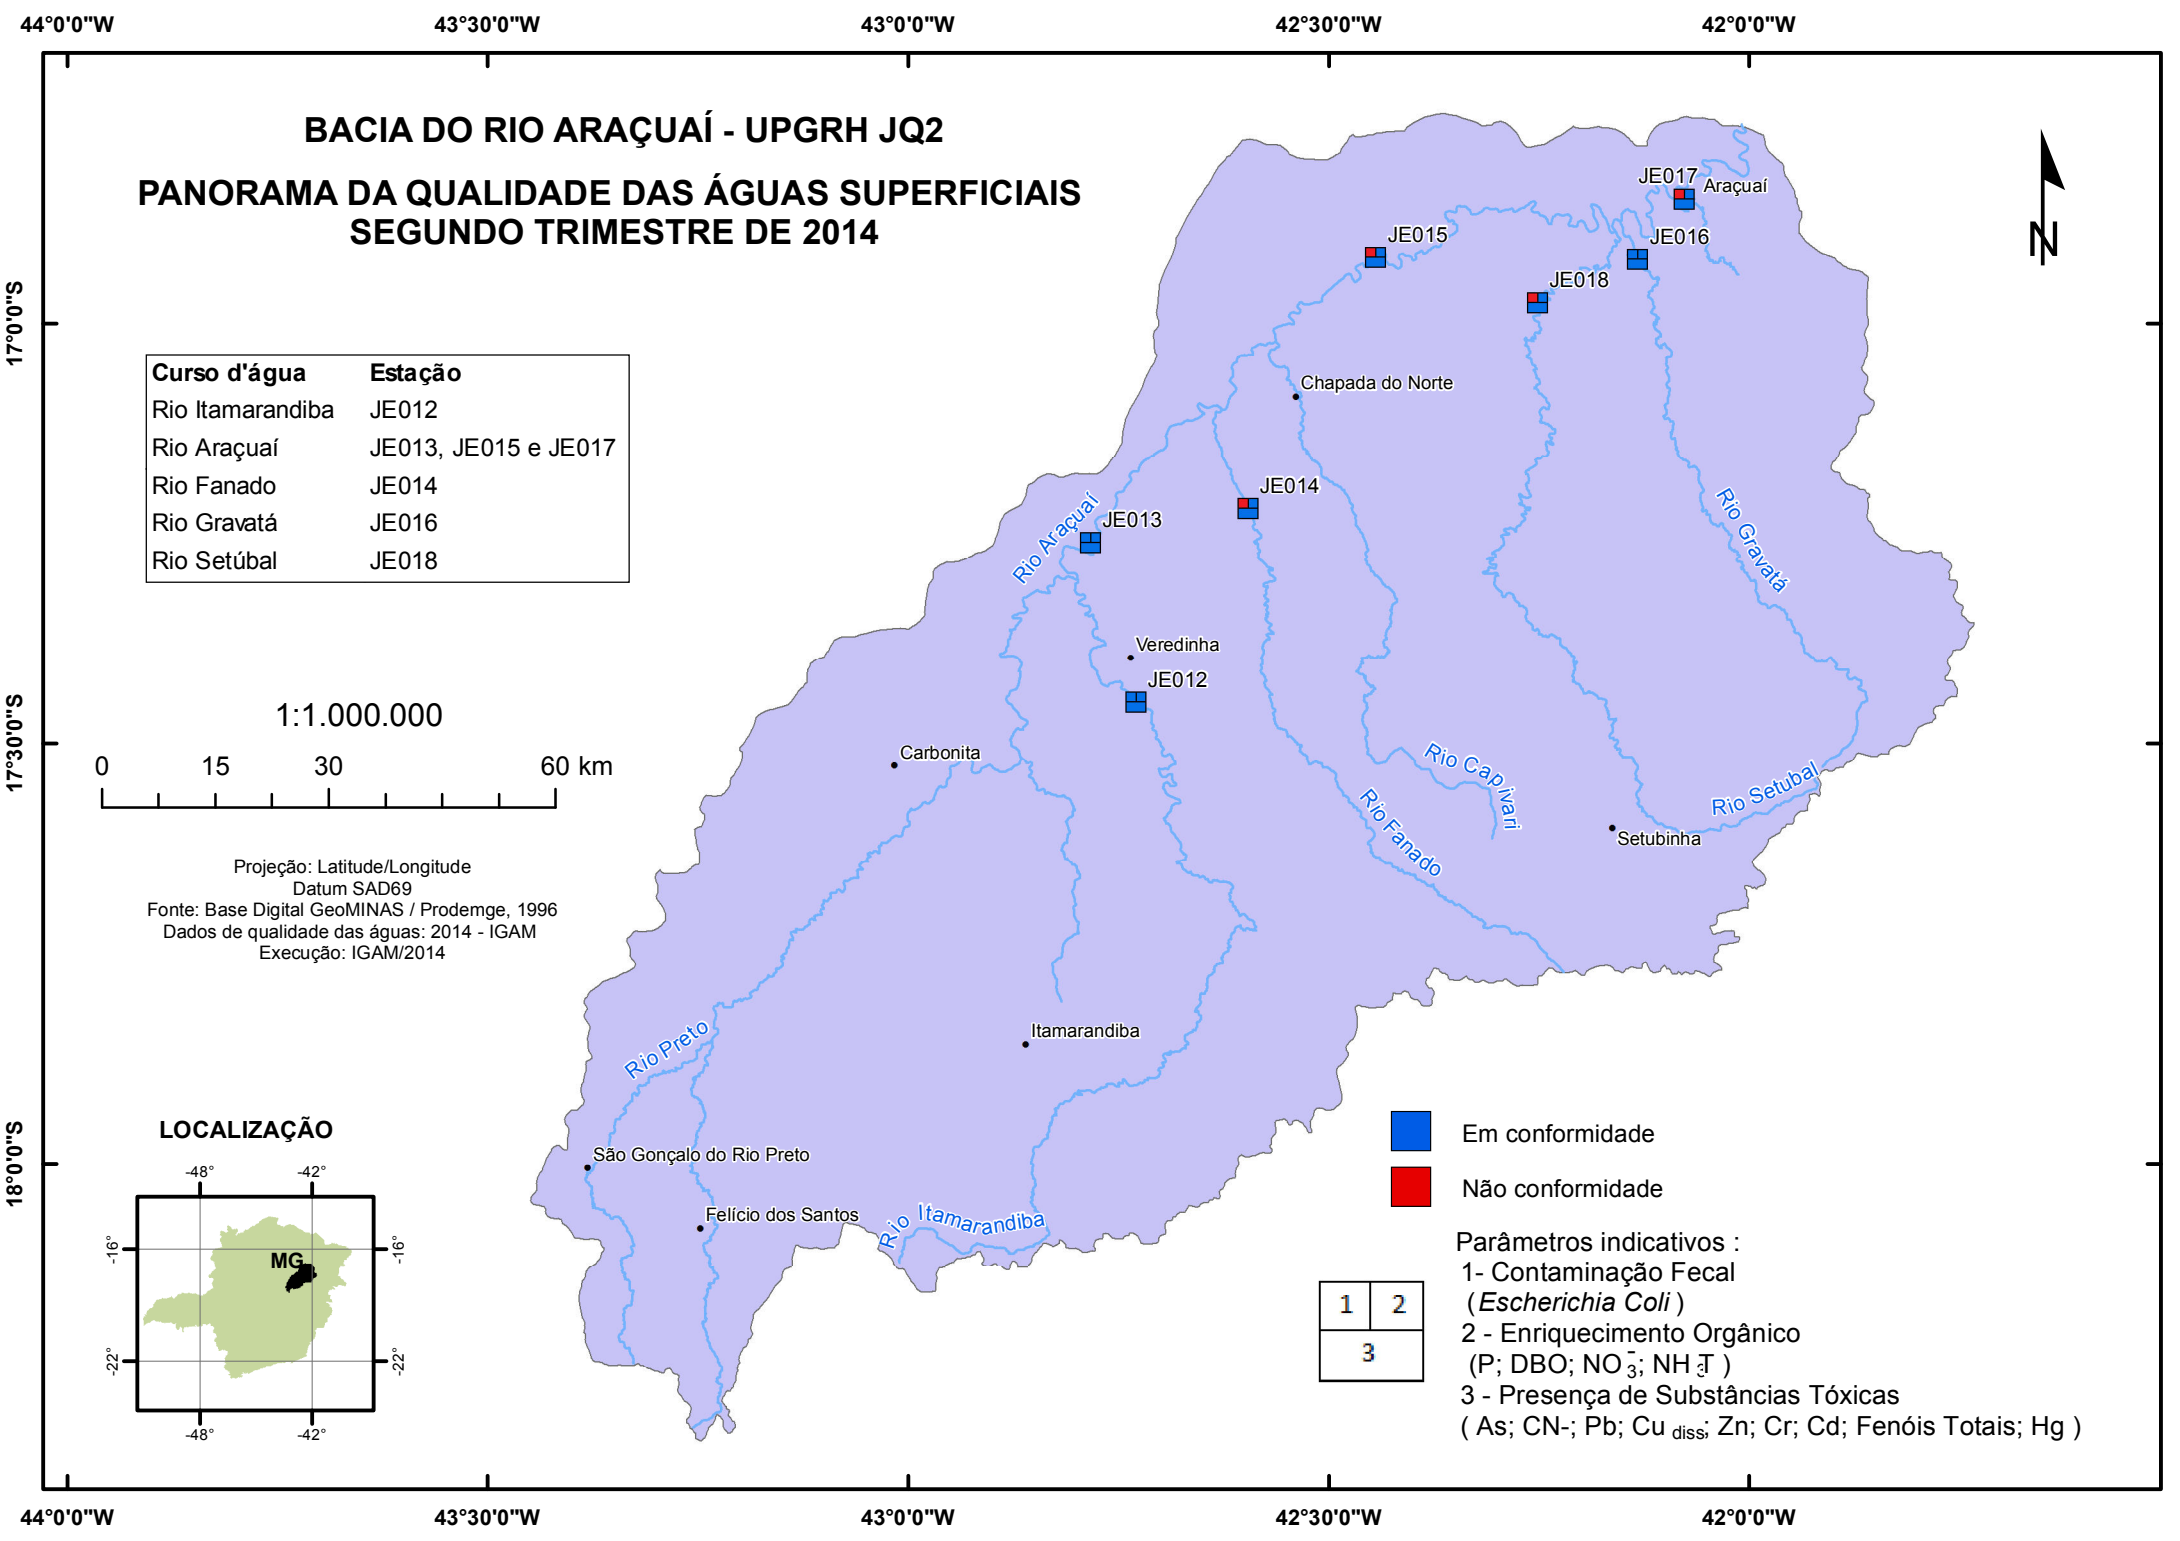 44°0'0"W 43°30'0"W 43°0'0"W 42°30'0"W 42°0'0"W
BACIA DO RIO ARAÇUAÍ - UPGRH JQ2
PANORAMA DA QUALIDADE DAS ÁGUAS SUPERFICIAIS
SEGUNDO TRIMESTRE DE 2014
N
JE017
Araçuaí
JE015
JE016
JE018
17°0'0"S
Curso d'água Estação
Rio Itamarandiba JE012
Rio Araçuaí JE013, JE015 e JE017
Rio Fanado JE014
Rio Gravatá JE016
Rio Setúbal JE018
Chapada do Norte
JE014
Rio Araçuaí
JE013
Rio Gravatá
Veredinha
JE012
17°30'0"S
1:1.000.000
0 15 30 60 km
Carbonita
Rio Capivari
Rio Setubal
Rio Fanado
Setubinha
Projeção: Latitude/Longitude
Datum SAD69
Fonte: Base Digital GeoMINAS / Prodemge, 1996
Dados de qualidade das águas: 2014 - IGAM
Execução: IGAM/2014
Rio Preto
Itamarandiba
18°0'0"S
São Gonçalo do Rio Preto
Felício dos Santos
Rio Itamarandiba
LOCALIZAÇÃO
-48° -42°
-16° MG -16°
-22° -22°
-48° -42°
Em conformidade
Não conformidade
1 2
3
Parâmetros indicativos :
1- Contaminação Fecal
(Escherichia Coli )
2 - Enriquecimento Orgânico
(P; DBO; NO3-; NH3T )
3 - Presença de Substâncias Tóxicas
( As; CN-; Pb; Cu diss; Zn; Cr; Cd; Fenóis Totais; Hg )
44°0'0"W 43°30'0"W 43°0'0"W 42°30'0"W 42°0'0"W